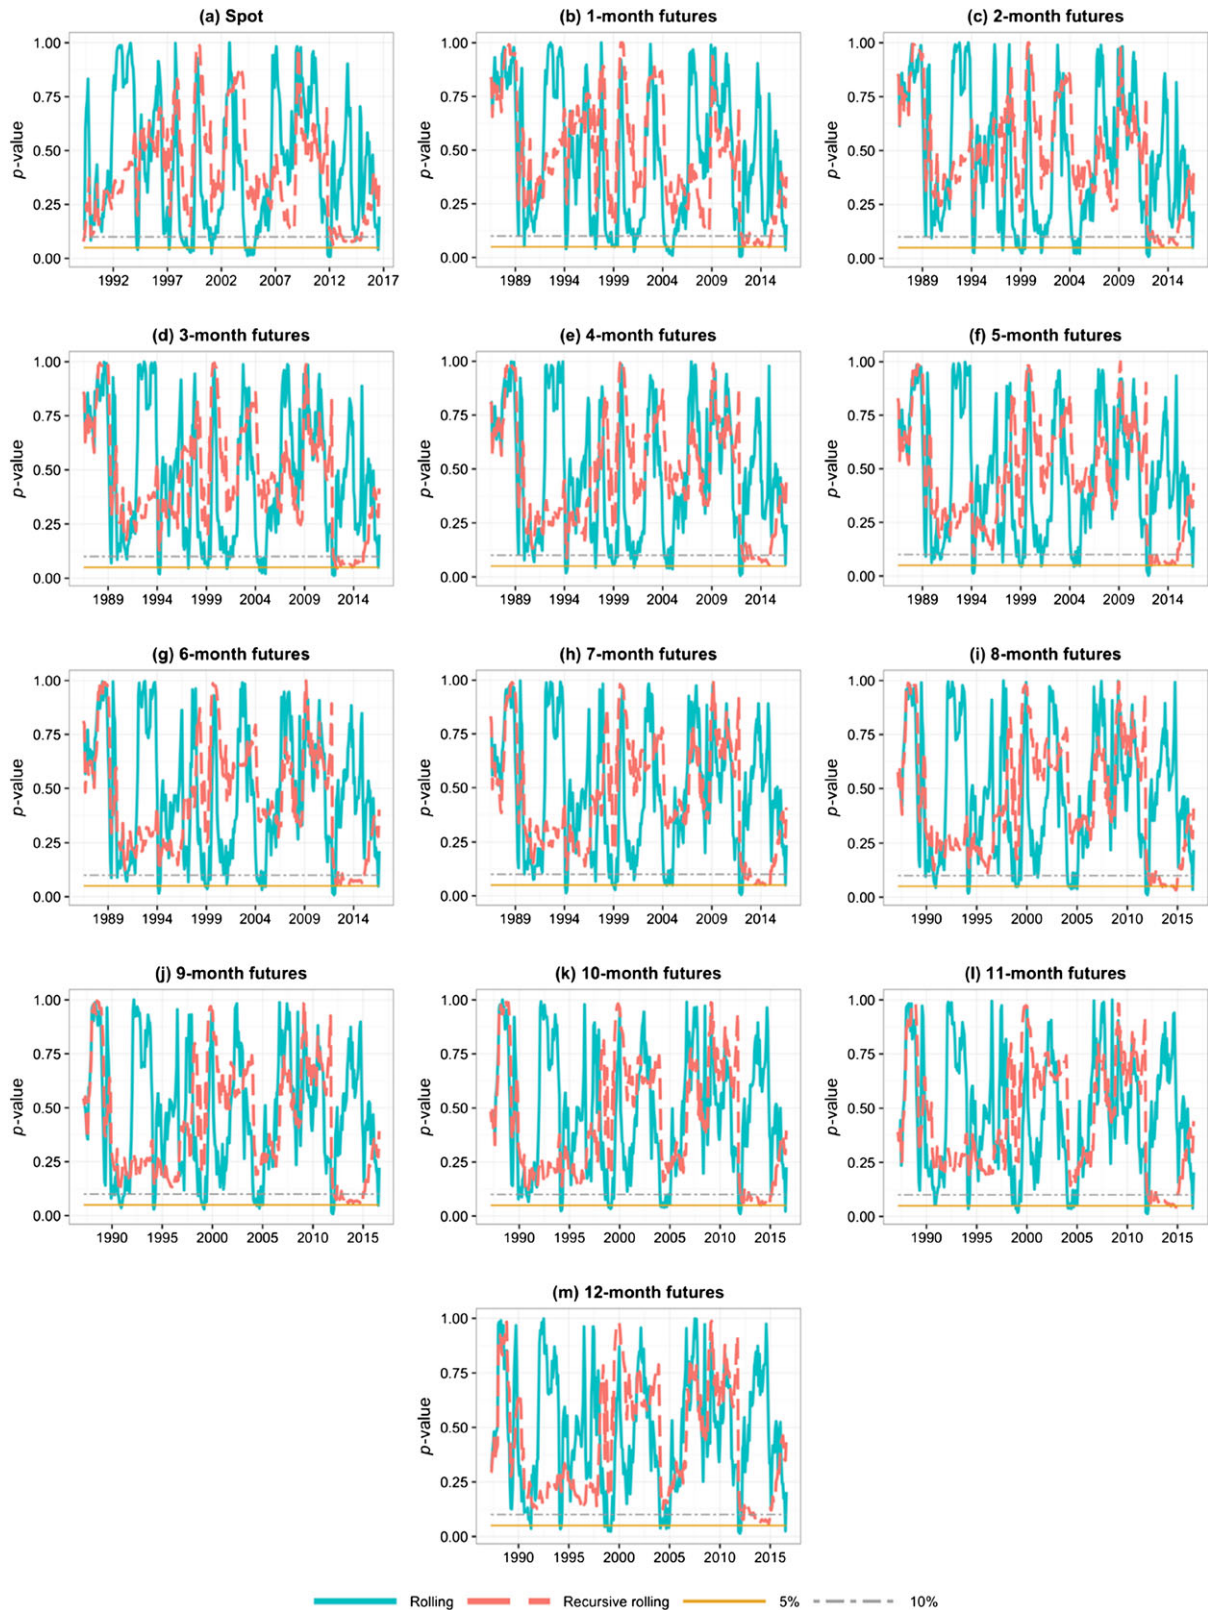 (a) Spot
(b) 1-month futures
(c) 2-month futures
p-value
1.00
0.75
0.50
0.25
0.00
1992 1997 2002 2007 2012 2017
p-value
1.00
0.75
0.50
0.25
0.00
1989 1994 1999 2004 2009 2014
p-value
1.00
0.75
0.50
0.25
0.00
1989 1994 1999 2004 2009 2014
(d) 3-month futures
(e) 4-month futures
(f) 5-month futures
p-value
1.00
0.75
0.50
0.25
0.00
1989 1994 1999 2004 2009 2014
p-value
1.00
0.75
0.50
0.25
0.00
1989 1994 1999 2004 2009 2014
p-value
1.00
0.75
0.50
0.25
0.00
1989 1994 1999 2004 2009 2014
(g) 6-month futures
(h) 7-month futures
(i) 8-month futures
p-value
1.00
0.75
0.50
0.25
0.00
1989 1994 1999 2004 2009 2014
p-value
1.00
0.75
0.50
0.25
0.00
1989 1994 1999 2004 2009 2014
p-value
1.00
0.75
0.50
0.25
0.00
1990 1995 2000 2005 2010 2015
(j) 9-month futures
(k) 10-month futures
(l) 11-month futures
p-value
1.00
0.75
0.50
0.25
0.00
1990 1995 2000 2005 2010 2015
p-value
1.00
0.75
0.50
0.25
0.00
1990 1995 2000 2005 2010 2015
p-value
1.00
0.75
0.50
0.25
0.00
1990 1995 2000 2005 2010 2015
(m) 12-month futures
p-value
1.00
0.75
0.50
0.25
0.00
1990 1995 2000 2005 2010 2015
Rolling Recursive rolling 5% 10%